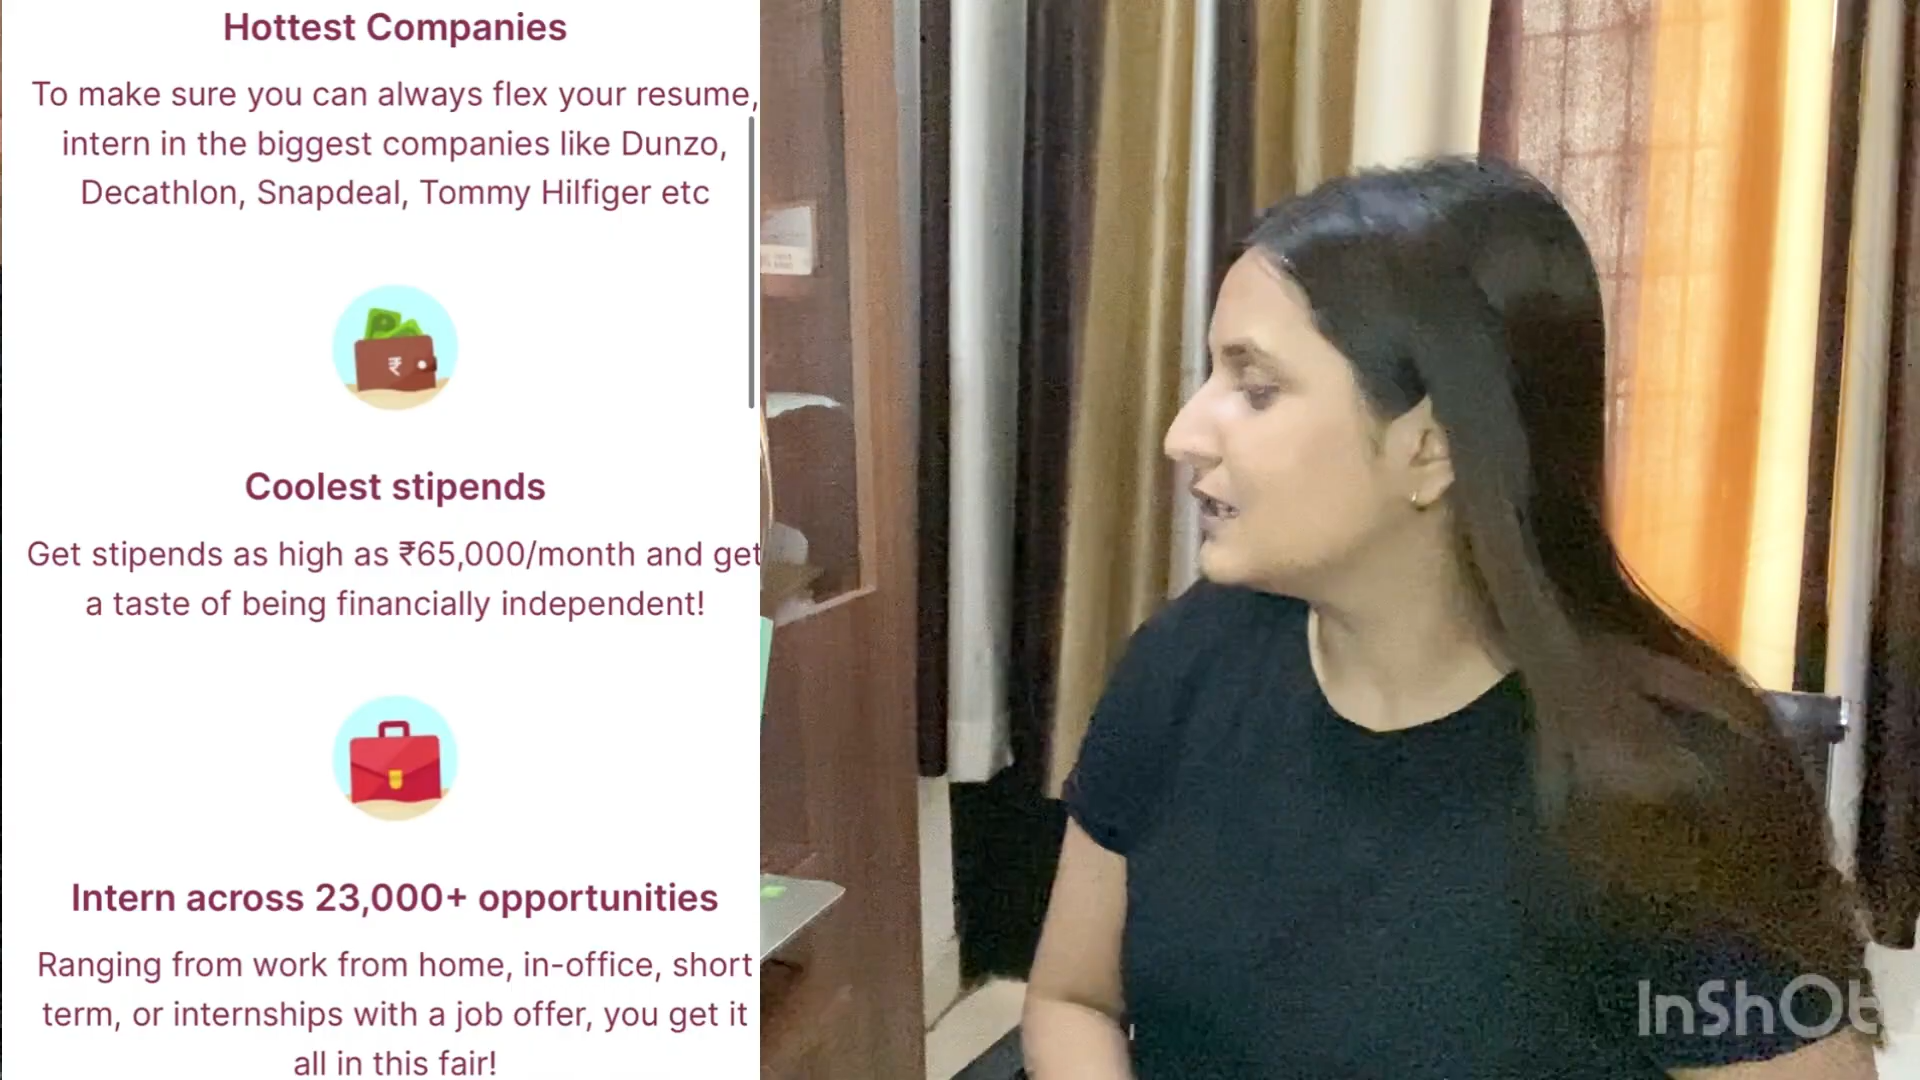 Hottest Companies
To make sure you can always flex your resume,
intern in the biggest companies like Dunzo,
Decathlon, Snapdeal, Tommy Hilfiger etc
₹
Coolest stipends
Get stipends as high as ₹65,000/month and get
a taste of being financially independent!
Intern across 23,000+ opportunities
Ranging from work from home, in-office, short
term, or internships with a job offer, you get it
all in this fair!
InShOt